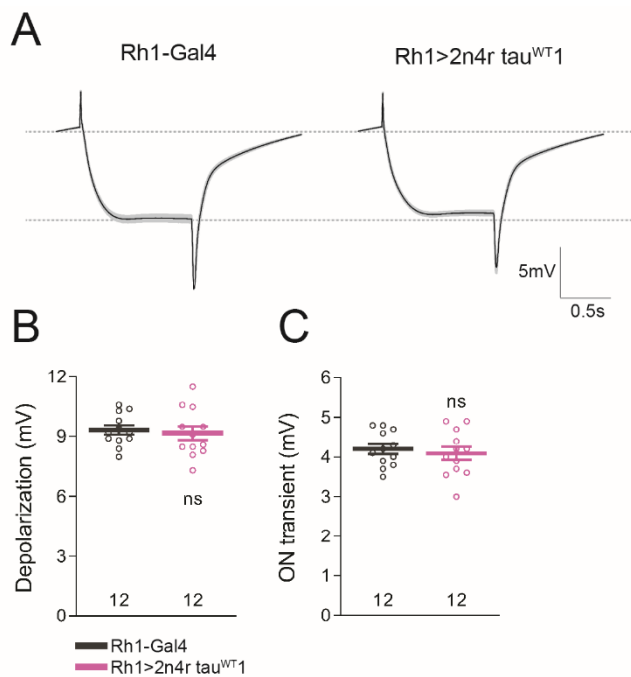 A
Rh1-Gal4
Rh1>2n4r tauWT1
5mV
0.5s
B
C
Depolarization (mV)
12
9
6
3
0
ns
12
12
ON transient (mV)
6
5
4
3
2
1
0
ns
12
12
Rh1-Gal4
Rh1>2n4r tauWT1